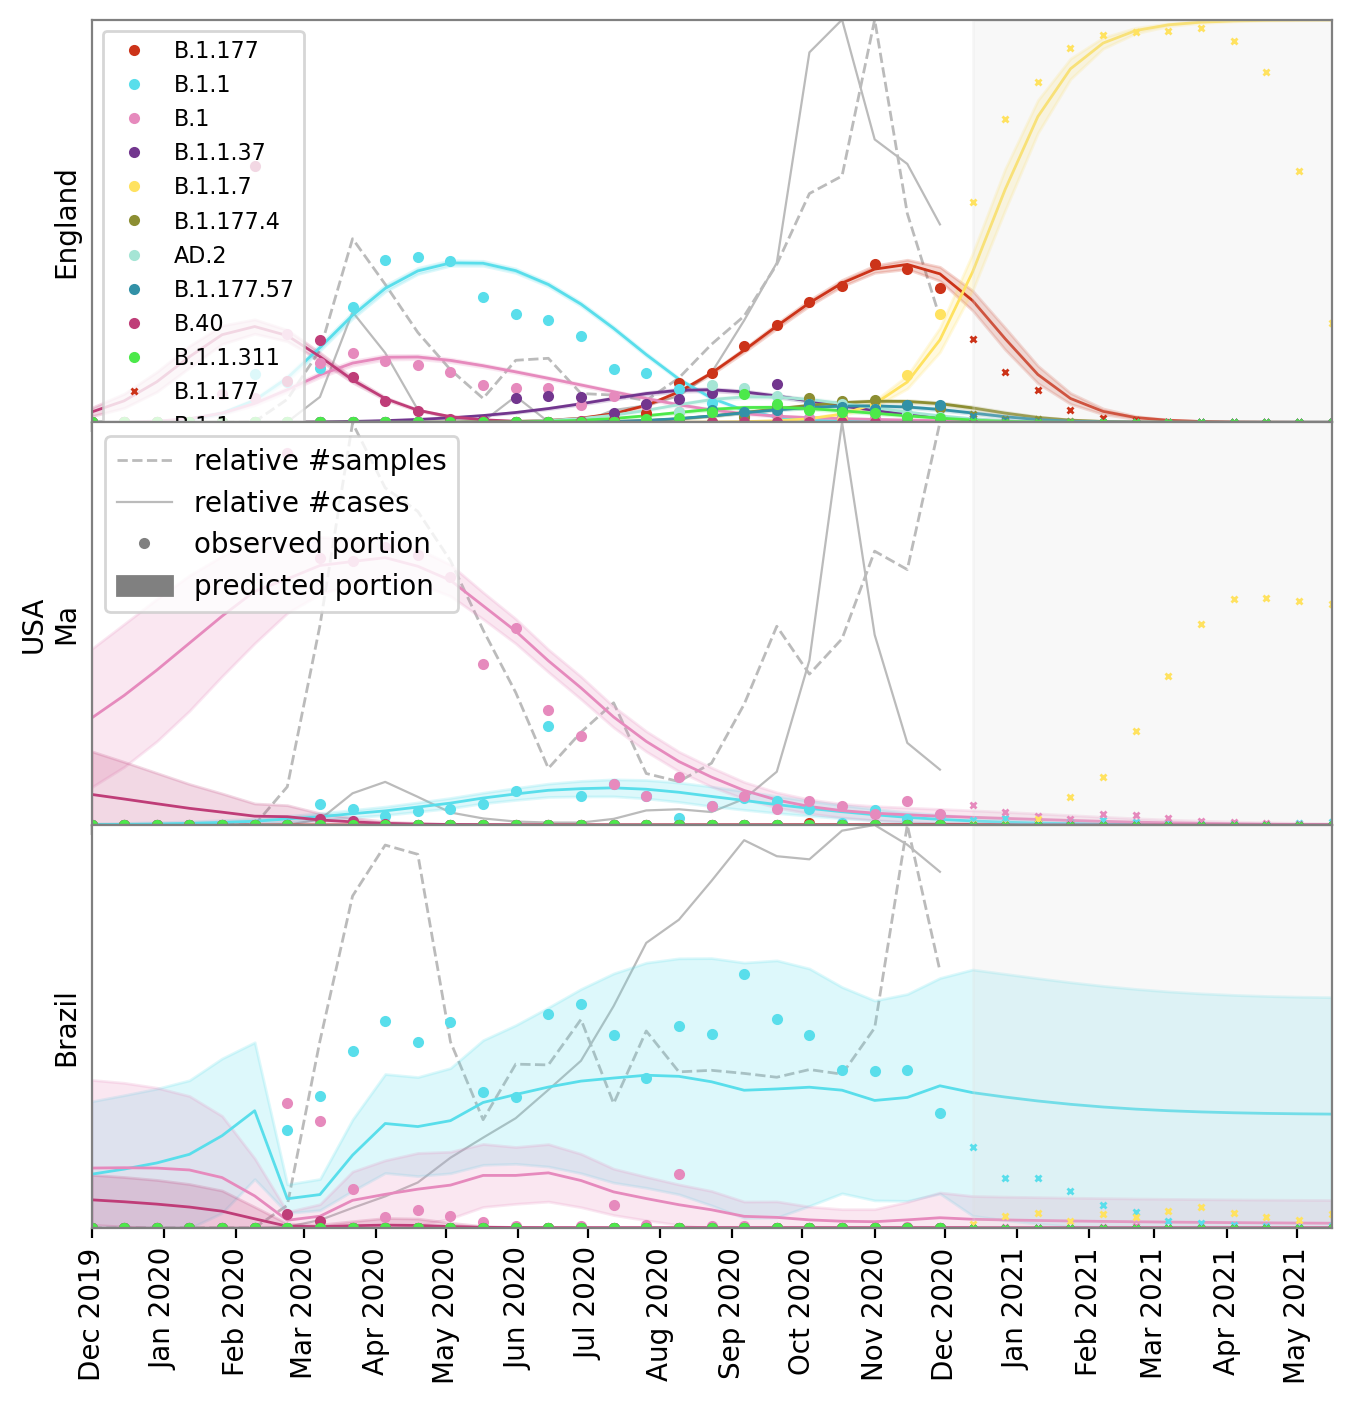 England
B.1.177
B.1.1
B.1
B.1.1.37
B.1.1.7
B.1.177.4
AD.2
B.1.177.57
B.40
B.1.1.311
B.1.177
B.1.1
USA
Ma
relative #samples
relative #cases
observed portion
predicted portion
Brazil
Dec 2019
Jan 2020
Feb 2020
Mar 2020
Apr 2020
May 2020
Jun 2020
Jul 2020
Aug 2020
Sep 2020
Oct 2020
Nov 2020
Dec 2020
Jan 2021
Feb 2021
Mar 2021
Apr 2021
May 2021